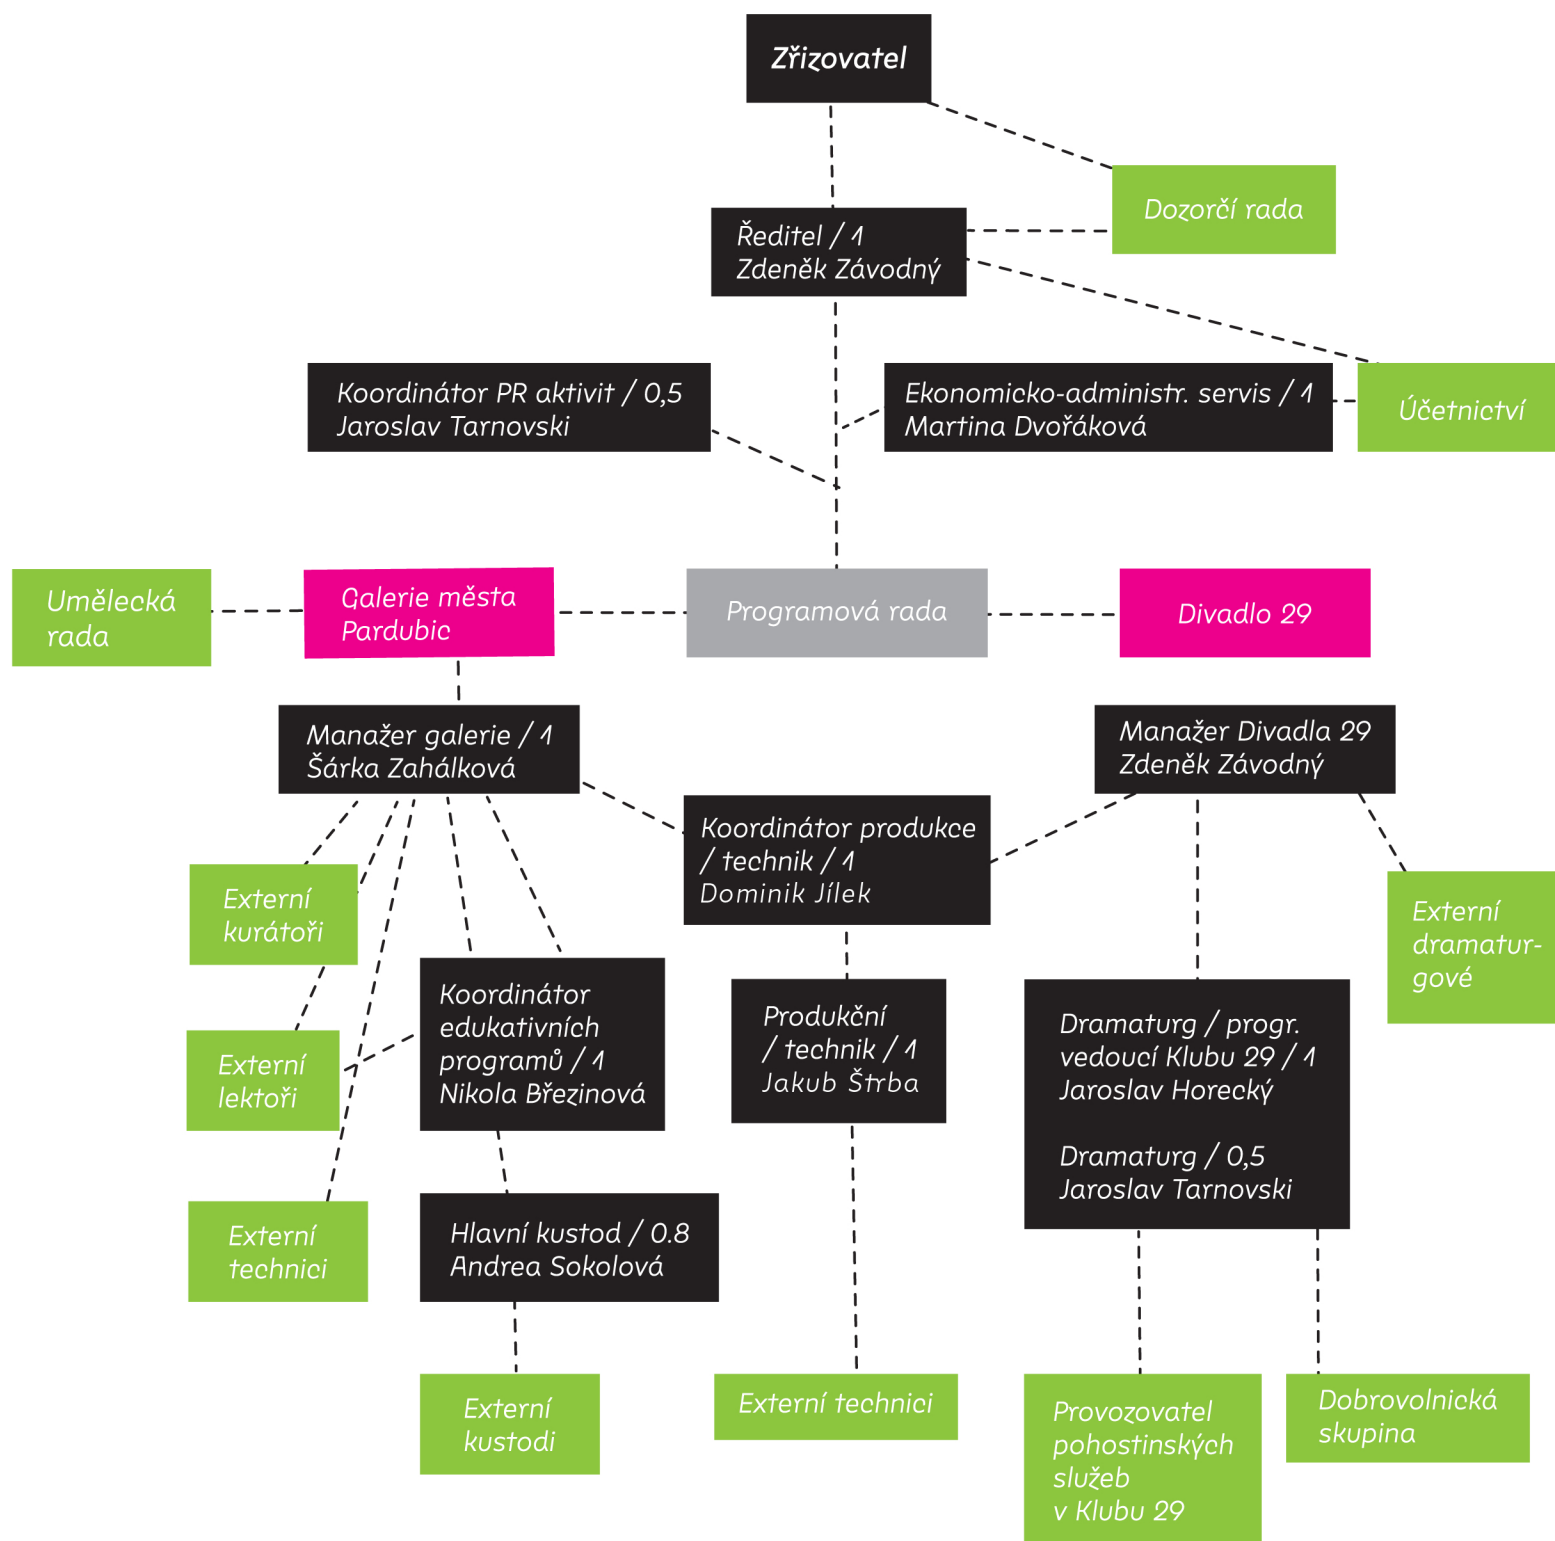 Zřizovatel
Dozorčí rada
Ředitel / 1
Zdeněk Závodný
Koordinátor PR aktivit / 0,5
Jaroslav Tarnovski
Ekonomicko-administr. servis / 1
Martina Dvořáková
Účetnictví
Umělecká
rada
Galerie města
Pardubic
Programová rada
Divadlo 29
Manažer galerie / 1
Šárka Zahálková
Manažer Divadla 29
Zdeněk Závodný
Koordinátor produkce
/ technik / 1
Dominik Jílek
Externí
kurátoři
Externí
dramatur-
gové
Koordinátor
edukativních
programů / 1
Nikola Březinová
Produkční
/ technik / 1
Jakub Štrba
Dramaturg / progr.
vedoucí Klubu 29 / 1
Jaroslav Horecký
Dramaturg / 0,5
Jaroslav Tarnovski
Externí
lektoři
Externí
technici
Hlavní kustod / 0.8
Andrea Sokolová
Externí
kustodi
Externí technici
Provozovatel
pohostinských
služeb
v Klubu 29
Dobrovolnická
skupina